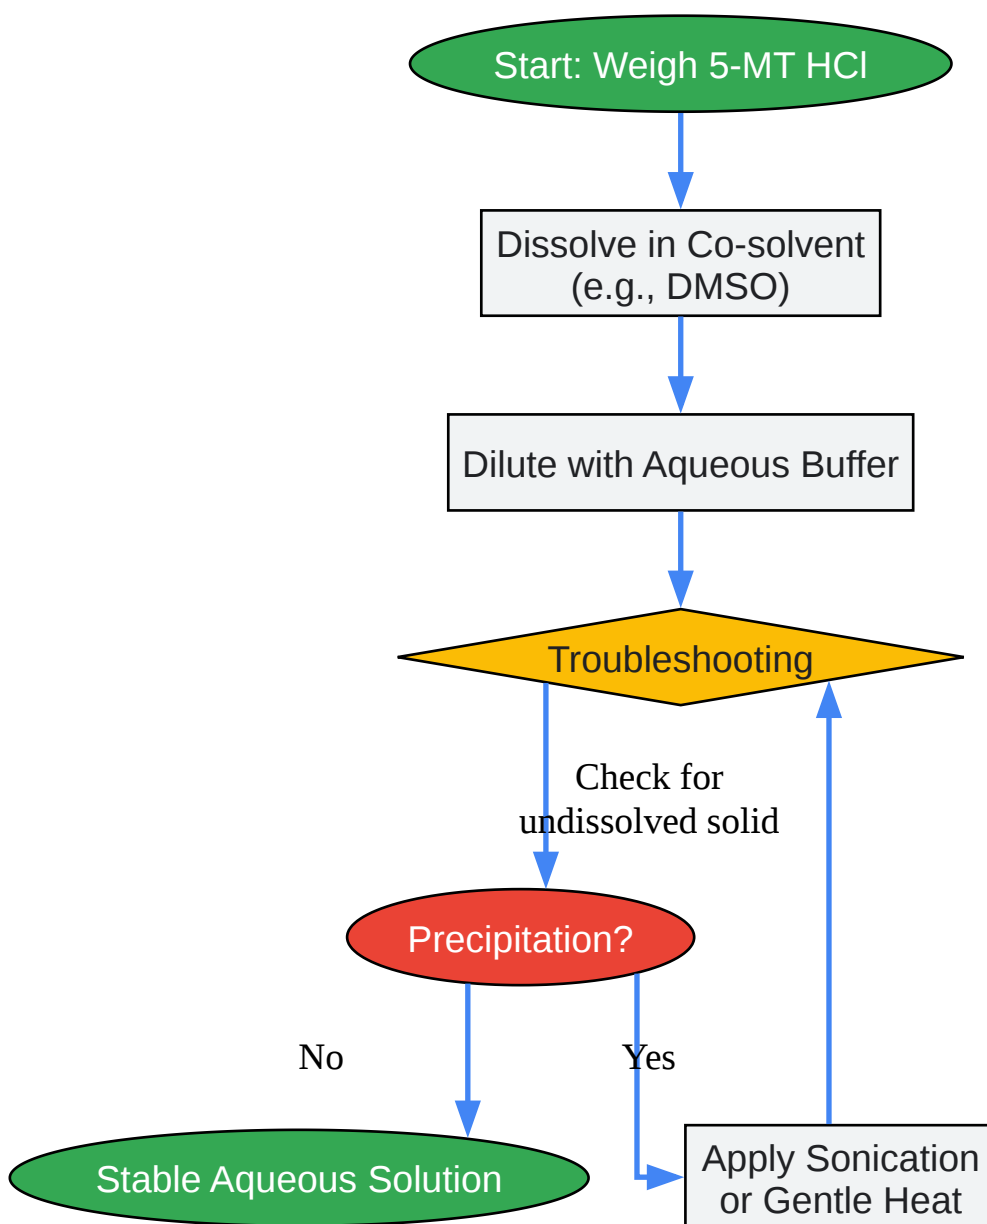 Start: Weigh 5-MT HCl
Dissolve in Co-solvent
(e.g., DMSO)
Dilute with Aqueous Buffer
Troubleshooting
Check for
undissolved solid
Precipitation?
No
Yes
Stable Aqueous Solution
Apply Sonication
or Gentle Heat